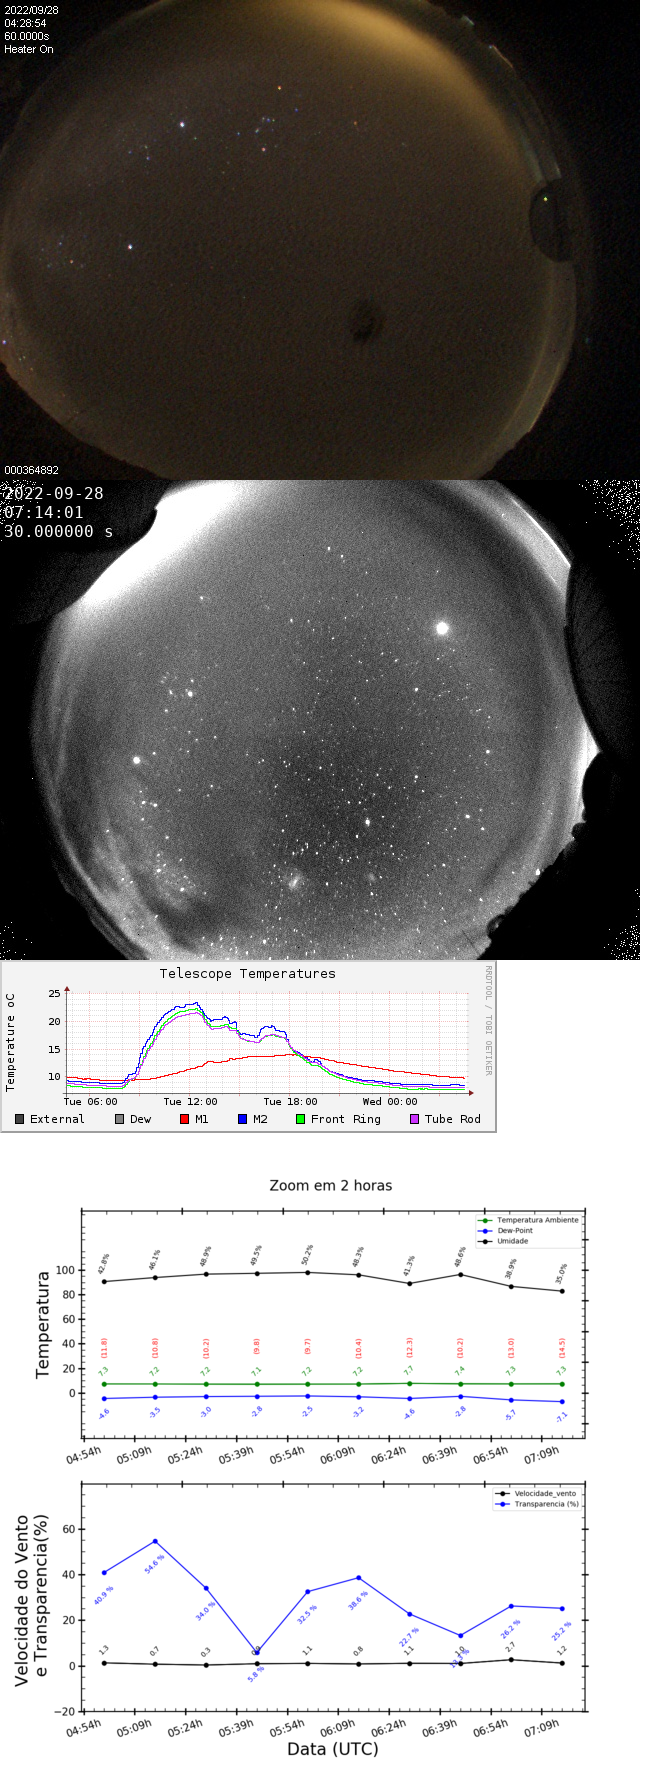 2022/09/28
04:28:54
60.0000s
Heater On
000364892
2022-09-28
07:14:01
30.000000 s
Telescope Temperatures
RRDTOOL / TOBI OETIKER
Temperature oC
25
20
15
10
Tue 06:00 Tue 12:00 Tue 18:00 Wed 00:00
External Dew M1 M2 Front Ring Tube Rod
Zoom em 2 horas
Temperatura Ambiente
Dew-Point
Umidade
Temperatura
100
80
60
40
20
0
42.8% 46.1% 48.9% 49.5% 50.2% 48.3% 41.3% 48.6% 38.9% 35.0%
(11.8) (10.8) (10.2) (9.8) (9.7) (10.4) (12.3) (10.2) (13.0) (14.5)
7.3 7.2 7.2 7.1 7.2 7.2 7.7 7.4 7.3 7.3
-4.6 -3.5 -3.0 -2.8 -2.5 -3.2 -4.6 -2.8 -5.7 -7.1
04:54h 05:09h 05:24h 05:39h 05:54h 06:09h 06:24h 06:39h 06:54h 07:09h
Velocidade_vento
Transparencia (%)
Velocidade do Vento
e Transparencia(%)
60
40
20
0
−20
40.9 % 54.6 % 34.0 % 5.8 % 32.5 % 38.6 % 22.7 % 26.2 % 25.2 %
1.3 0.7 0.3 1.1 0.8 1.1 1.0 2.7 1.2
04:54h 05:09h 05:24h 05:39h 05:54h 06:09h 06:24h 06:39h 06:54h 07:09h
Data (UTC)